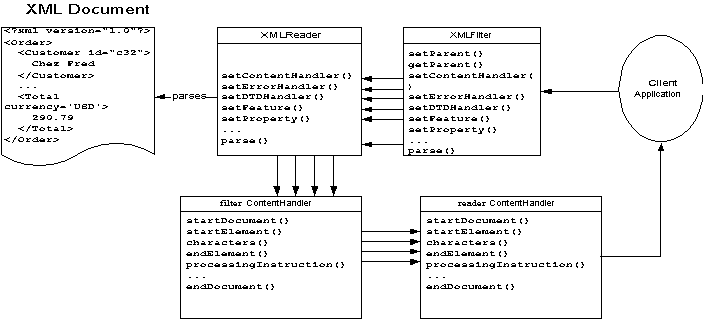 XML Document
<?xml version="1.0"?>
<Order>
<Customer id="c32">
Chez Fred
</Customer>
...
<Total
currency='USD'>
290.79
</Total>
</Order>
parses
XMLReader
setContentHandler()
setErrorHandler()
setDTDHandler()
setFeature()
setProperty()
...
parse()
XMLFilter
setParent()
getParent()
setContentHandler(
)
setErrorHandler()
setDTDHandler()
setFeature()
setProperty()
...
parse()
Client
Application
filter ContentHandler
startDocument()
startElement()
characters()
endElement()
processingInstruction()
...
endDocument()
reader ContentHandler
startDocument()
startElement()
characters()
endElement()
processingInstruction()
...
endDocument()